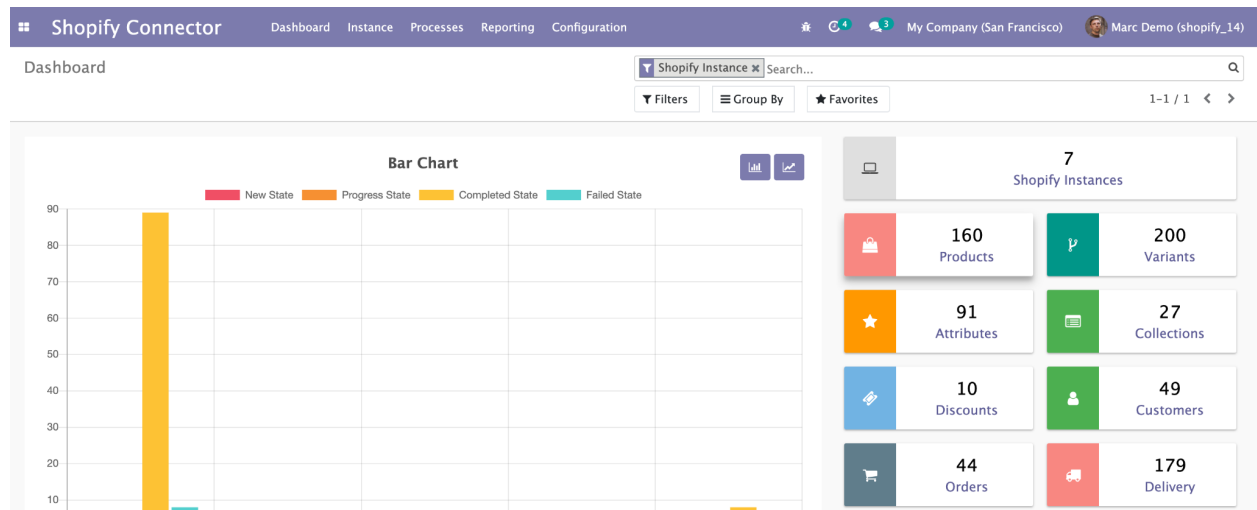 Shopify Connector Dashboard Instance Processes Reporting Configuration 4 3 My Company (San Francisco) Marc Demo (shopify_14)
Dashboard
Shopify Instance × Search...
Filters Group By Favorites 1-1 / 1
Bar Chart
New State Progress State Completed State Failed State
90
80
70
60
50
40
30
20
10
7
Shopify Instances
160
Products
200
Variants
91
Attributes
27
Collections
10
Discounts
49
Customers
44
Orders
179
Delivery